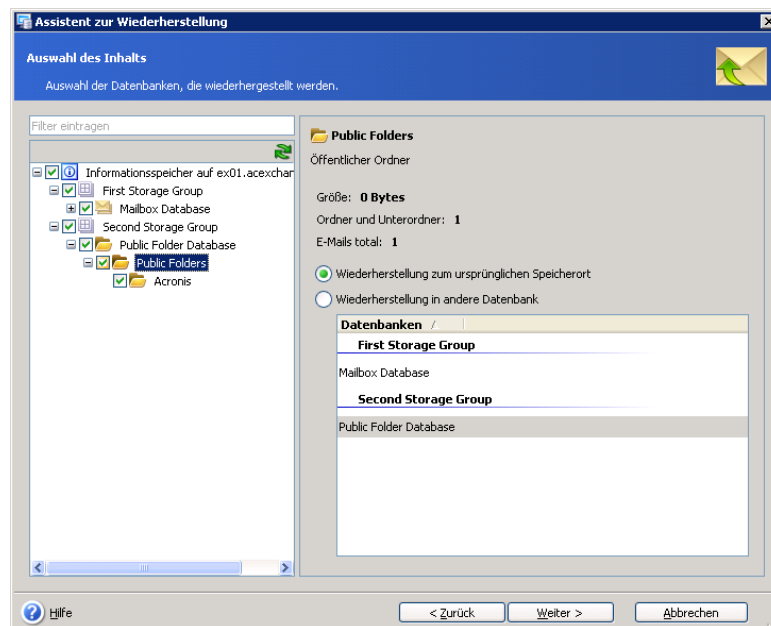 Assistent zur Wiederherstellung
Auswahl des Inhalts
Auswahl der Datenbanken, die wiederhergestellt werden.
Filter eintragen
Informationsspeicher auf ex01.acexchar
First Storage Group
Mailbox Database
Second Storage Group
Public Folder Database
Public Folders
Acronis
Public Folders
Öffentlicher Ordner
Größe: 0 Bytes
Ordner und Unterordner: 1
E-Mails total: 1
Wiederherstellung zum ursprünglichen Speicherort
Wiederherstellung in andere Datenbank
Datenbanken
First Storage Group
Mailbox Database
Second Storage Group
Public Folder Database
Hilfe
< Zurück
Weiter >
Abbrechen